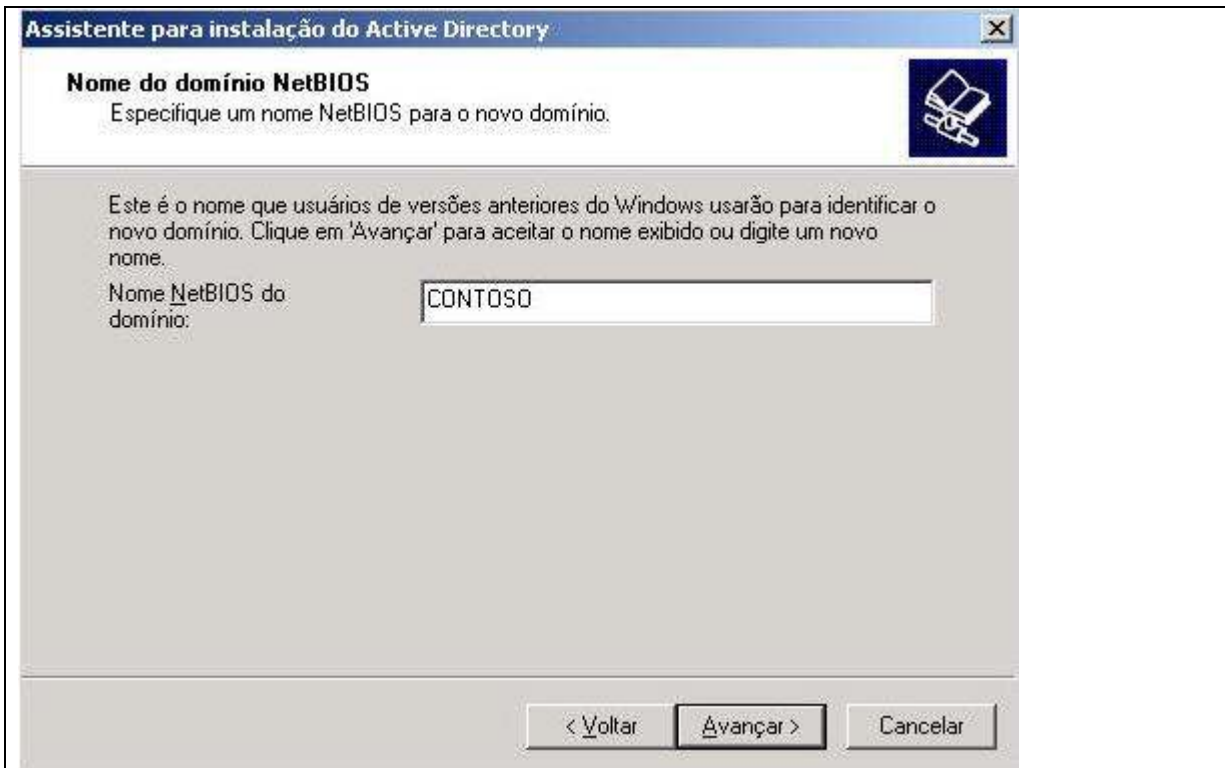 Assistente para instalação do Active Directory
Nome do domínio NetBIOS
Especifique um nome NetBIOS para o novo domínio.
Este é o nome que usuários de versões anteriores do Windows usarão para identificar o
novo domínio. Clique em 'Avançar' para aceitar o nome exibido ou digite um novo
nome.
Nome NetBIOS do
domínio:
CONTOSO
< Voltar
Avançar >
Cancelar